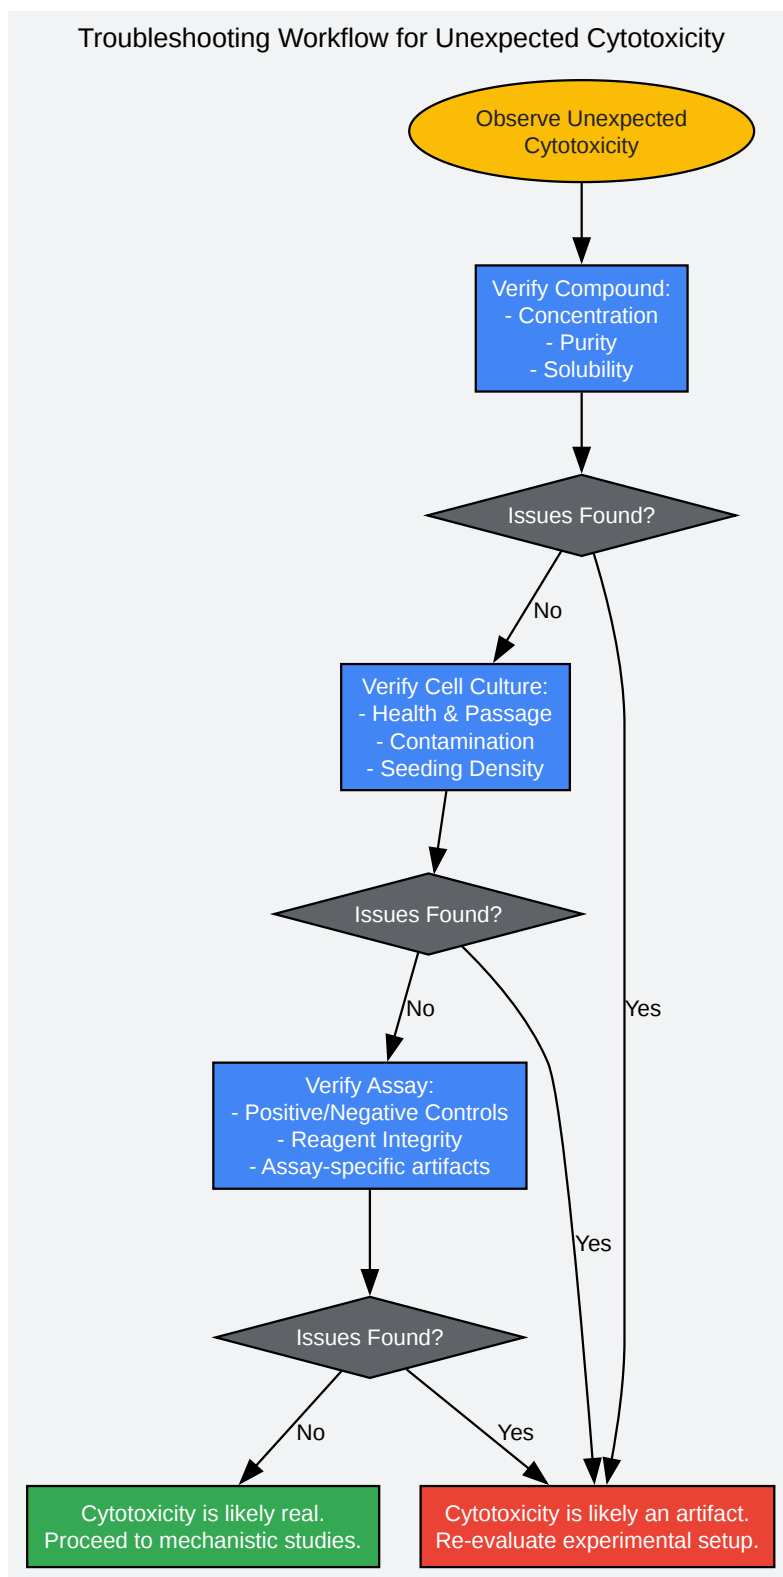 Troubleshooting Workflow for Unexpected Cytotoxicity
Observe Unexpected
Cytotoxicity
Verify Compound:
- Concentration
- Purity
- Solubility
Issues Found?
No
Verify Cell Culture:
- Health & Passage
- Contamination
- Seeding Density
Issues Found?
No
Yes
Verify Assay:
- Positive/Negative Controls
- Reagent Integrity
- Assay-specific artifacts
Yes
Issues Found?
No
Yes
Cytotoxicity is likely real.
Proceed to mechanistic studies.
Cytotoxicity is likely an artifact.
Re-evaluate experimental setup.